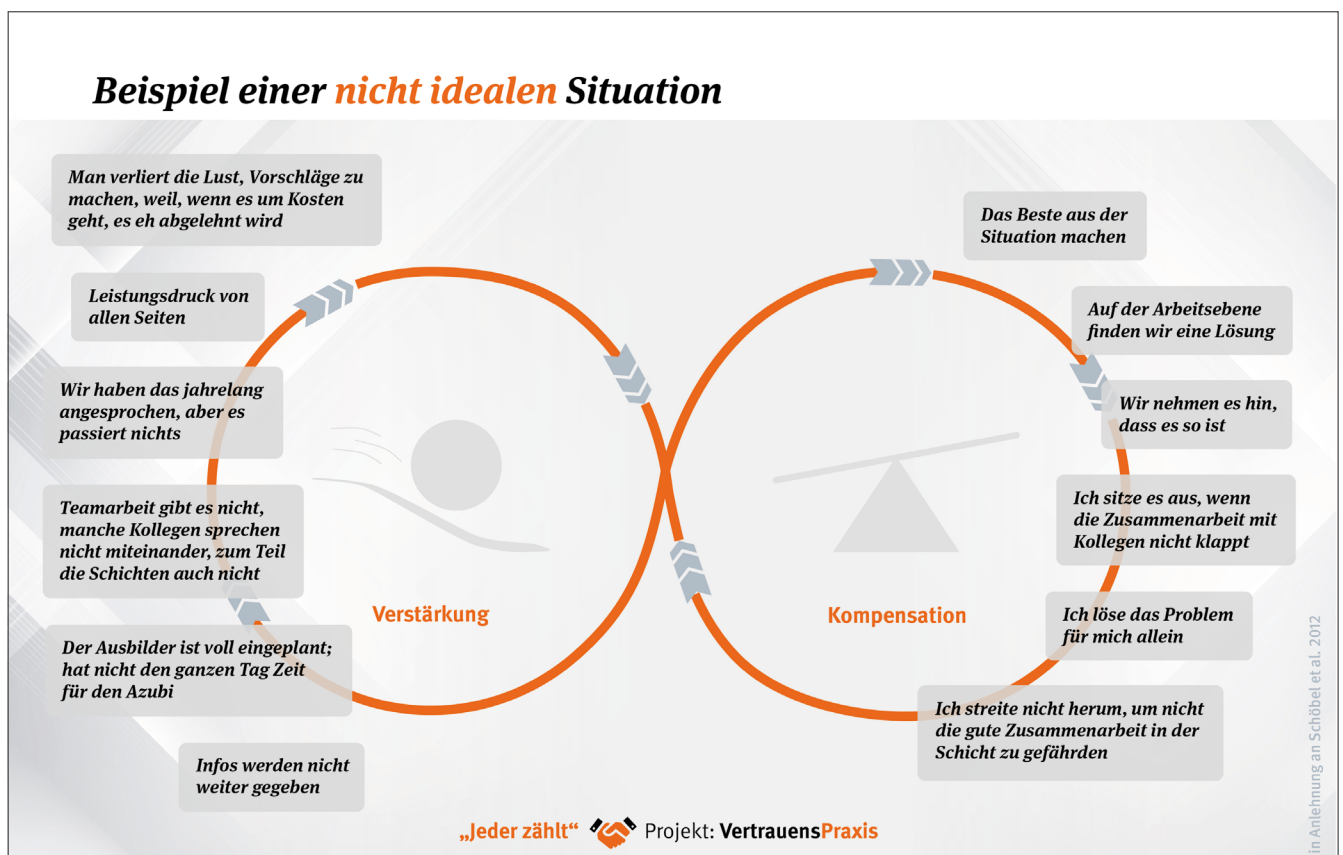 Beispiel einer nicht idealen Situation
Man verliert die Lust, Vorschläge zu
machen, weil, wenn es um Kosten
geht, es eh abgelehnt wird
Leistungsdruck von
allen Seiten
Wir haben das jahrelang
angesprochen, aber es
passiert nichts
Teamarbeit gibt es nicht,
manche Kollegen sprechen
nicht miteinander, zum Teil
die Schichten auch nicht
Der Ausbilder ist voll eingeplant;
hat nicht den ganzen Tag Zeit
für den Azubi
Infos werden nicht
weiter gegeben
Verstärkung
Kompensation
Das Beste aus der
Situation machen
Auf der Arbeitsebene
finden wir eine Lösung
Wir nehmen es hin,
dass es so ist
Ich sitze es aus, wenn
die Zusammenarbeit mit
Kollegen nicht klappt
Ich löse das Problem
für mich allein
Ich streite nicht herum, um nicht
die gute Zusammenarbeit in der
Schicht zu gefährden
„Jeder zählt“ Projekt: VertrauensPraxis
in Anlehnung an Schöbel et al. 2012